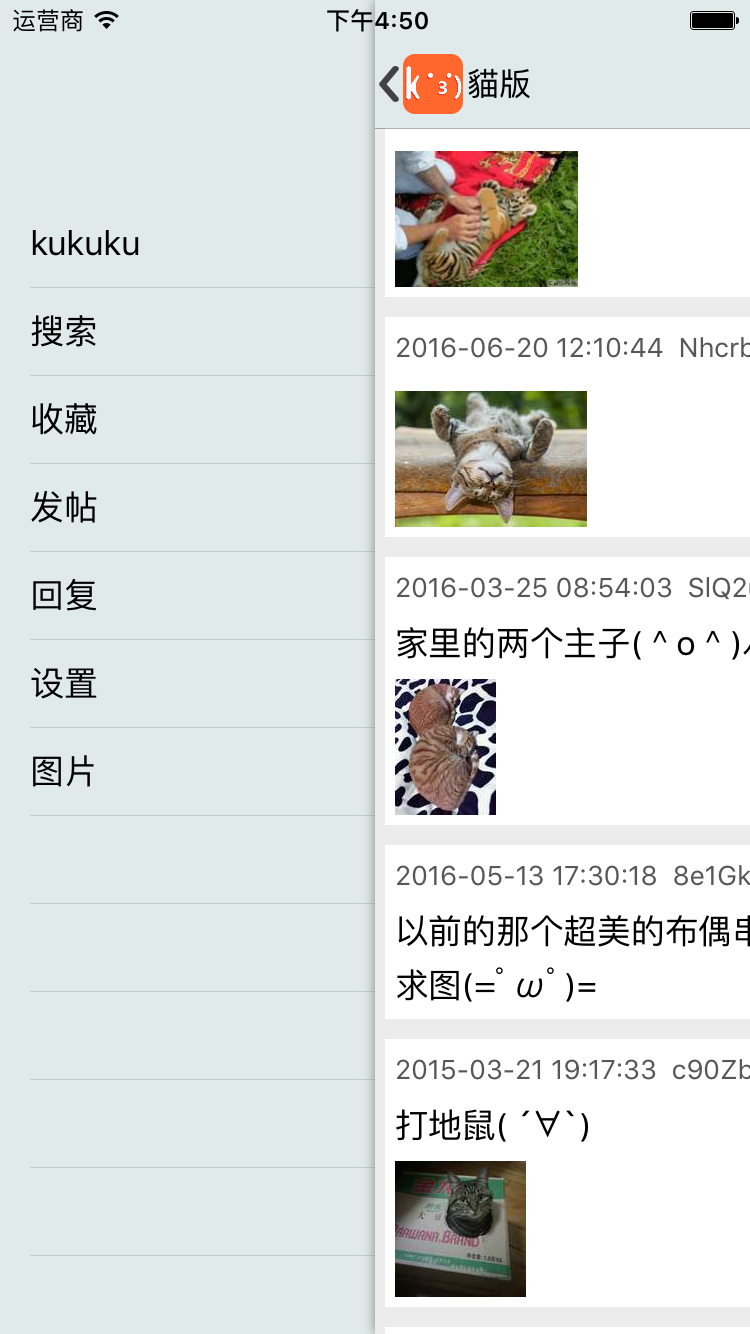 运营商
下午4:50
k( ˙3˙)
貓版
kukuku
搜索
收藏
发帖
回复
设置
图片
2016-06-20 12:10:44 Nhcrb
2016-03-25 08:54:03 SlQ2
家里的两个主子(＾o＾)
2016-05-13 17:30:18 8e1Gk
以前的那个超美的布偶串
求图(=ﾟωﾟ)=
2015-03-21 19:17:33 c90Zb
打地鼠( ´∀`)
AAWANA BRAND